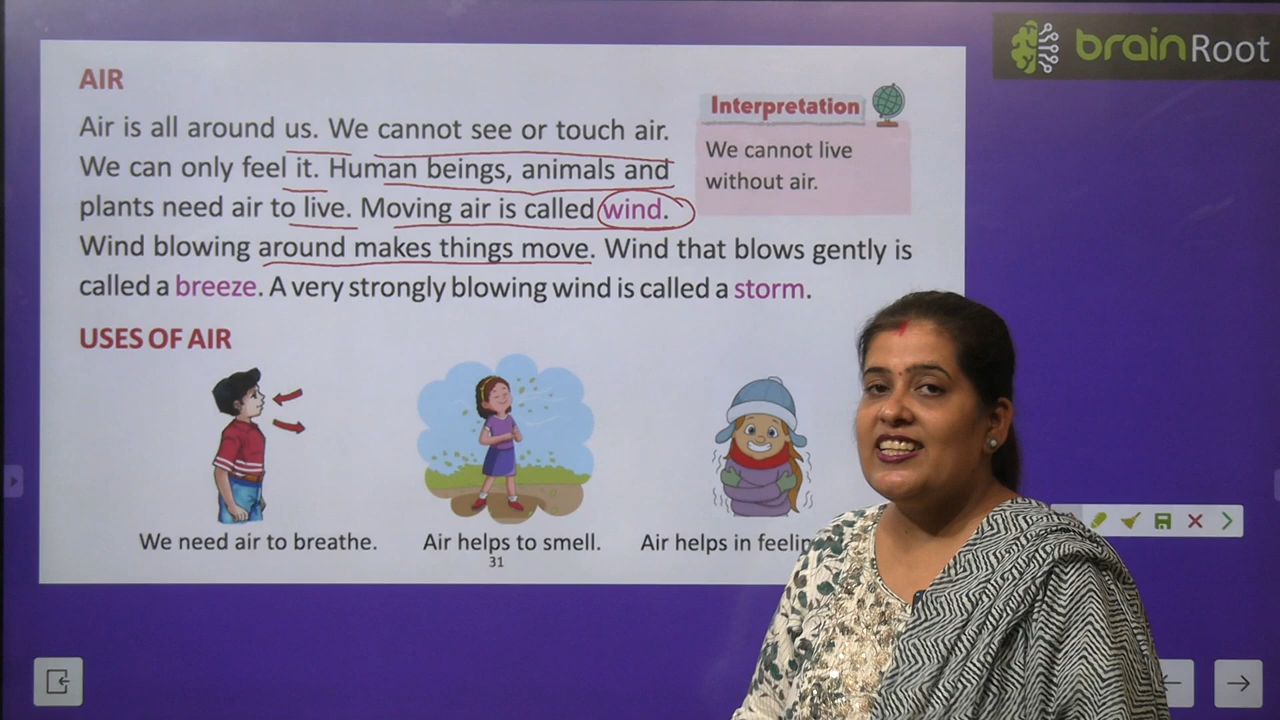 brainRoot
AIR
Air is all around us. We cannot see or touch air.
We can only feel it. Human beings, animals and
plants need air to live. Moving air is called wind.
Wind blowing around makes things move. Wind that blows gently is
called a breeze. A very strongly blowing wind is called a storm.
Interpretation
We cannot live
without air.
USES OF AIR
We need air to breathe.
Air helps to smell.
Air helps in
31